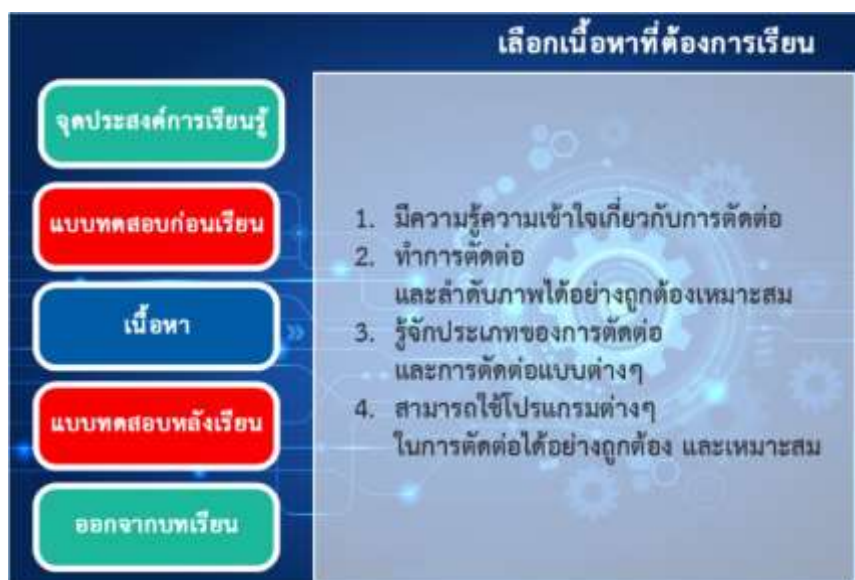 เลือกเนื้อหาที่ต้องการเรียน
จุดประสงค์การเรียนรู้
แบบทดสอบก่อนเรียน
เนื้อหา
แบบทดสอบหลังเรียน
ออกจากบทเรียน
1. มีความรู้ความเข้าใจเกี่ยวกับการตัดต่อ
2. ทำการตัดต่อ
และลำดับภาพได้อย่างถูกต้องเหมาะสม
3. รู้จักประเภทของการตัดต่อ
และการตัดต่อแบบต่างๆ
4. สามารถใช้โปรแกรมต่างๆ
ในการตัดต่อได้อย่างถูกต้อง และเหมาะสม